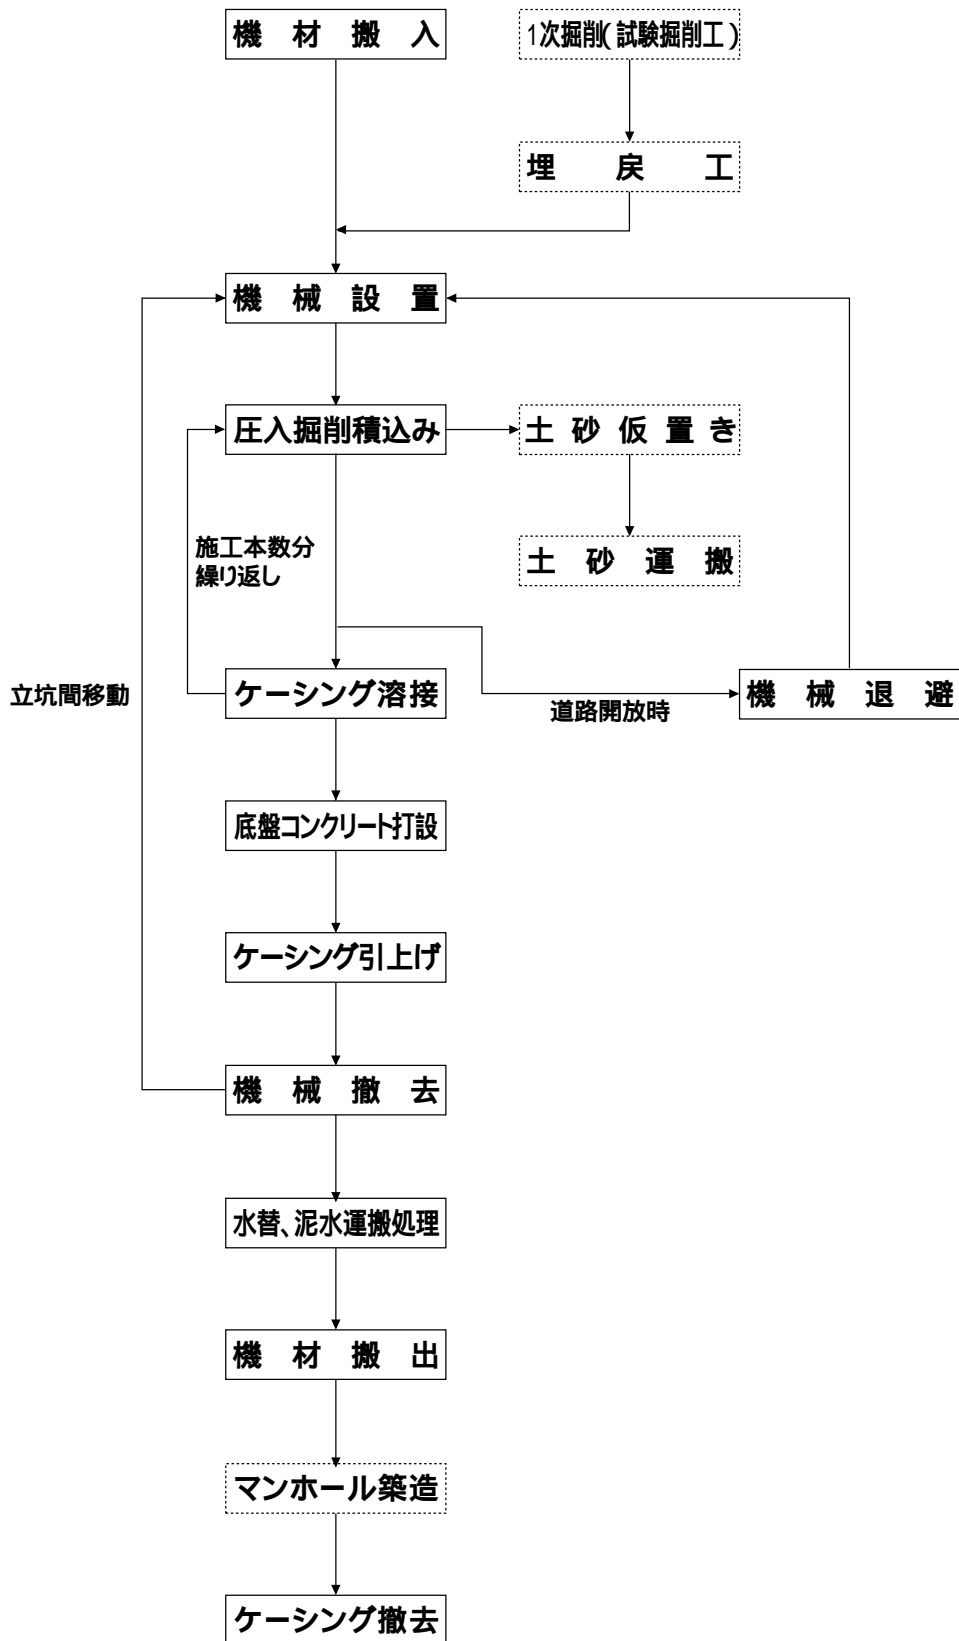 機材搬入
1次掘削(試験掘削工)
埋戻工
機械設置
圧入掘削積込み
土砂仮置き
施工本数分
繰り返し
土砂運搬
立坑間移動
ケーシング溶接
道路開放時
機械退避
底盤コンクリート打設
ケーシング引上げ
機械撤去
水替、泥水運搬処理
機材搬出
マンホール築造
ケーシング撤去